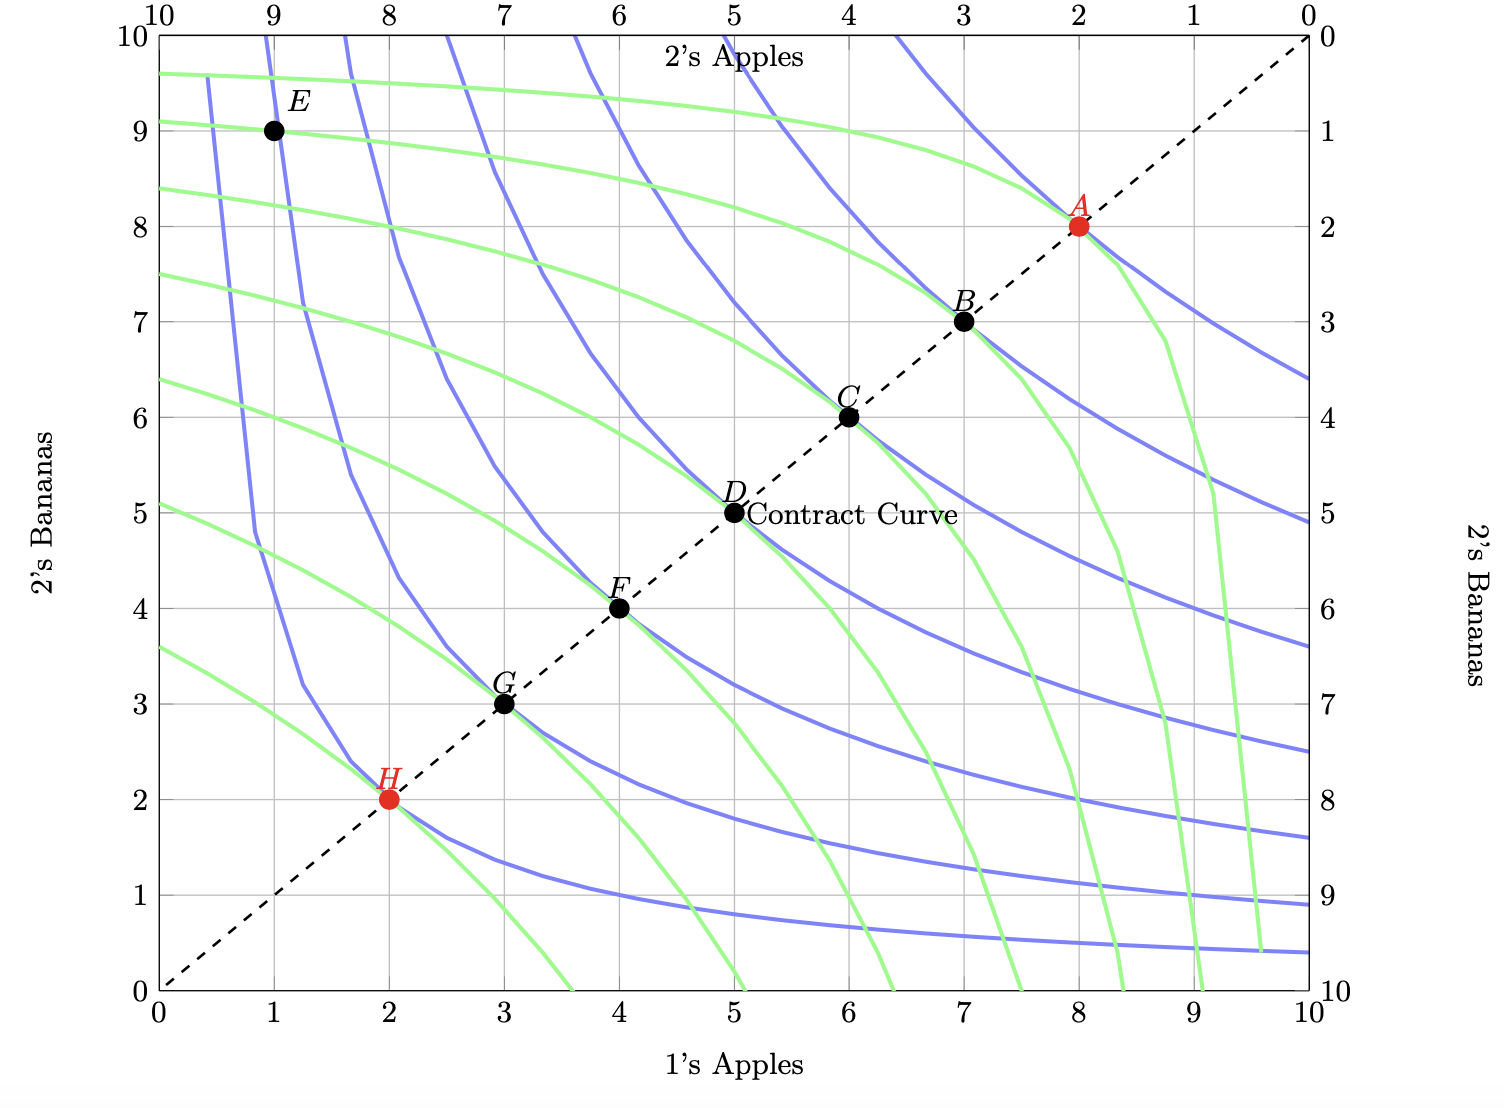 10 9 8 7 6 5 4 3 2 1 0
10 2's Apples 0
E
9 1
A
8 2
B
7 3
C
6 4
D
5 Contract Curve 5
2's Bananas
2's Bananas
F
4 6
G
3 7
H
2 8
1 9
0 10
0 1 2 3 4 5 6 7 8 9 10
1's Apples